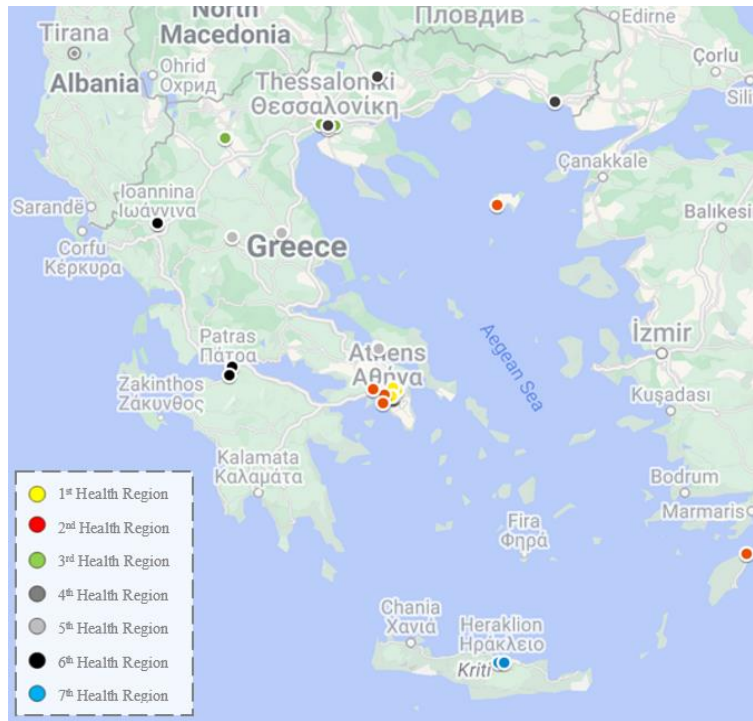 North
Macedonia
Пловдив
Edirne
Tirana
Çorlu
Ohrid
Охрид
Albania
Thessaloniki
Θεσσαλονίκη
Sili
Çanakkale
Ioannina
Ιωάννινα
Sarandë
Balıkesi
Corfu
Κέρκυρα
Greece
Patras
Πάτρα
Athens
Αθήνα
Aegean Sea
İzmir
Zakinthos
Ζάκυνθος
Kuşadası
Kalamata
Καλαμάτα
Bodrum
Marmaris
Fira
Φηρά
Chania
Χανιά
Heraklion
Ηράκλειο
Kriti
1st Health Region
2nd Health Region
3rd Health Region
4th Health Region
5th Health Region
6th Health Region
7th Health Region